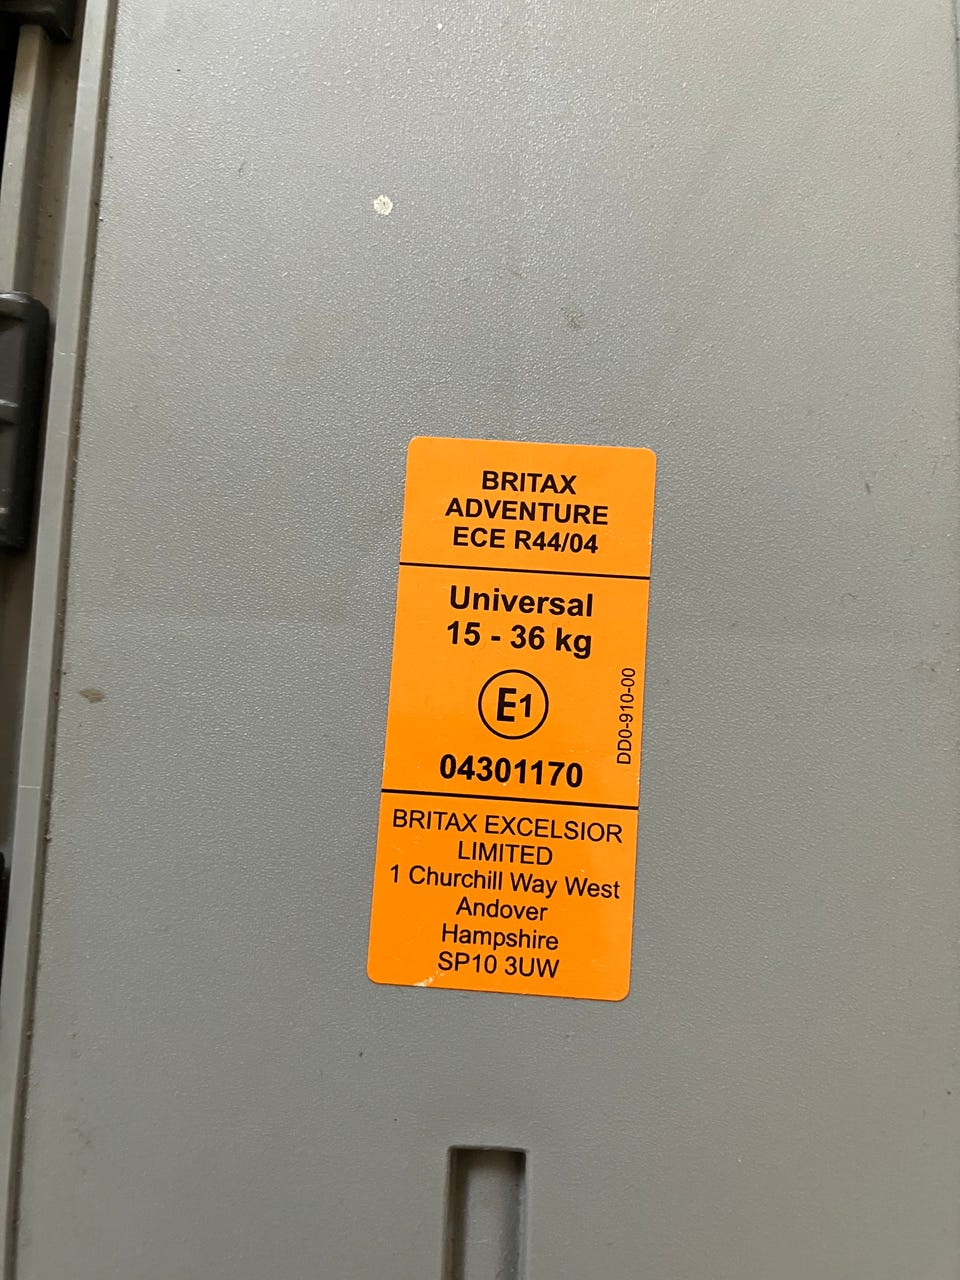 BRITAX
ADVENTURE
ECE R44/04
Universal
15 - 36 kg
E1
04301170
DD0-910-00
BRITAX EXCELSIOR
LIMITED
1 Churchill Way West
Andover
Hampshire
SP10 3UW